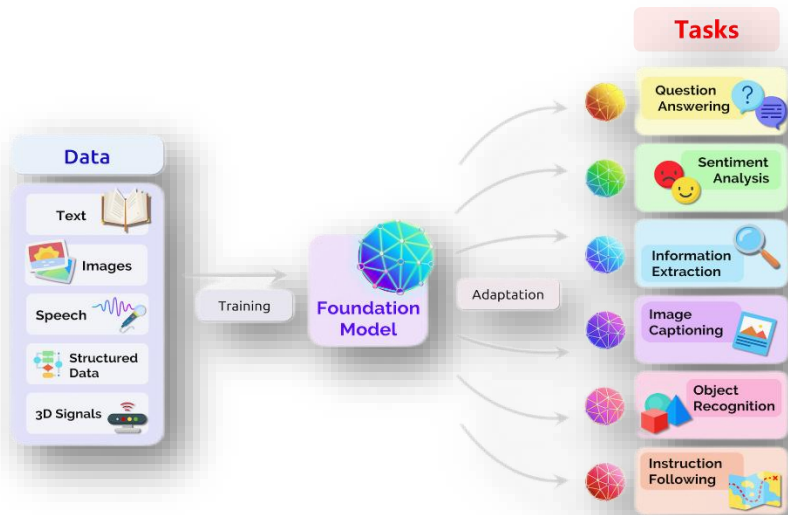 Data
Text
Images
Speech
Structured
Data
3D Signals
Training
Foundation
Model
Adaptation
Tasks
Question
Answering
?
Sentiment
Analysis
Information
Extraction
Image
Captioning
Object
Recognition
Instruction
Following